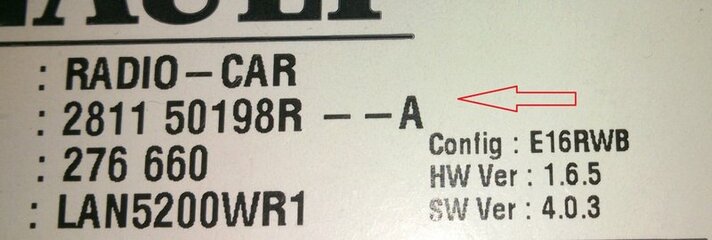 : RADIO–CAR
: 2811 50198R – –A
: 276 660
: LAN5200WR1
Config : E16RWB
HW Ver : 1.6.5
SW Ver : 4.0.3